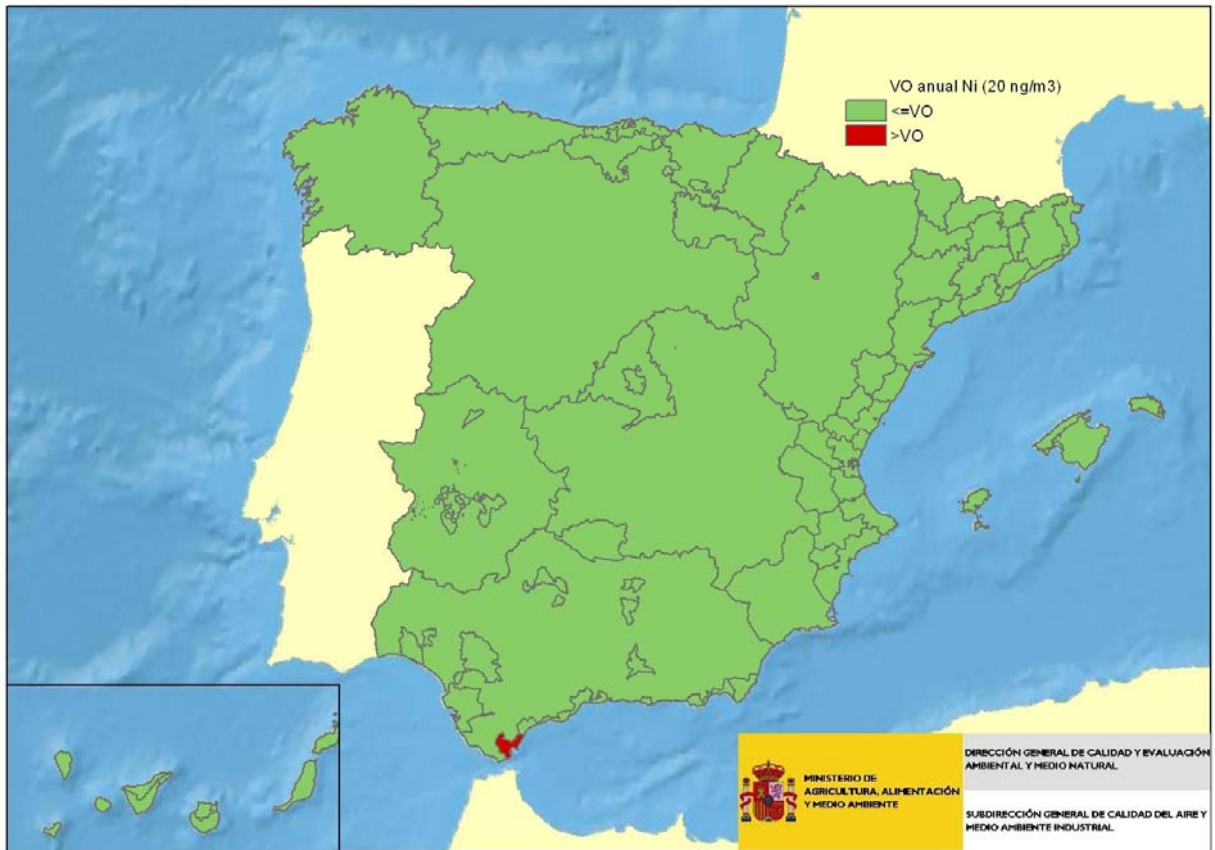 VO anual Ni (20 ng/m3)
<=VO
>VO
MINISTERIO DE
AGRICULTURA, ALIMENTACIÓN
Y MEDIO AMBIENTE
DIRECCIÓN GENERAL DE CALIDAD Y EVALUACIÓN
AMBIENTAL Y MEDIO NATURAL
SUBDIRECCIÓN GENERAL DE CALIDAD DEL AIRE Y
MEDIO AMBIENTE INDUSTRIAL